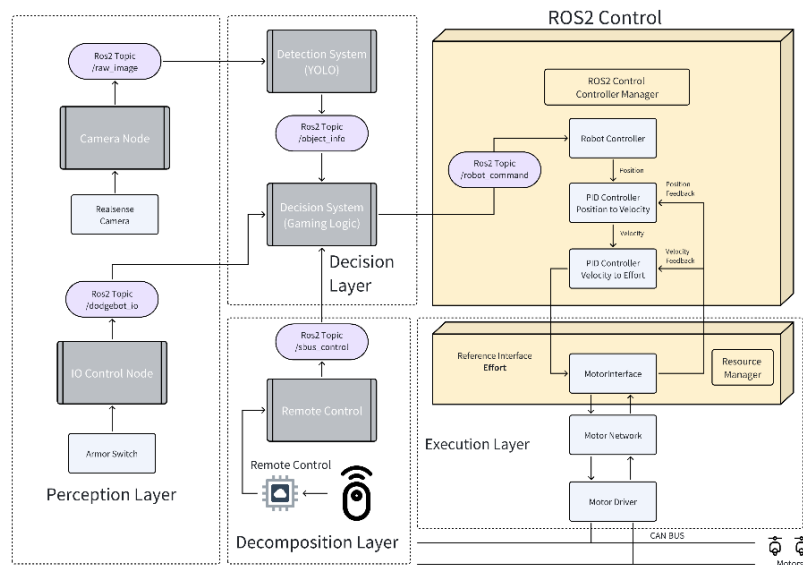 ROS2 Control
Ros2 Topic
/raw_image
Camera Node
Realsense
Camera
Ros2 Topic
/dodgebot_io
IO Control Node
Armor Switch
Perception Layer
Detection System
(YOLO)
Ros2 Topic
/object_info
Decision System
(Gaming Logic)
Decision
Layer
Ros2 Topic
/sbus_control
Remote Control
Remote Control
Decomposition Layer
Ros2 Topic
/robot_command
ROS2 Control
Controller Manager
Robot Controller
Position
Position
Feedback
PID Controller
Position to Velocity
Velocity
Velocity
Feedback
PID Controller
Velocity to Effort
Reference Interface
Effort
MotorInterface
Resource
Manager
Motor Network
Execution Layer
Motor Driver
CAN BUS
Motors